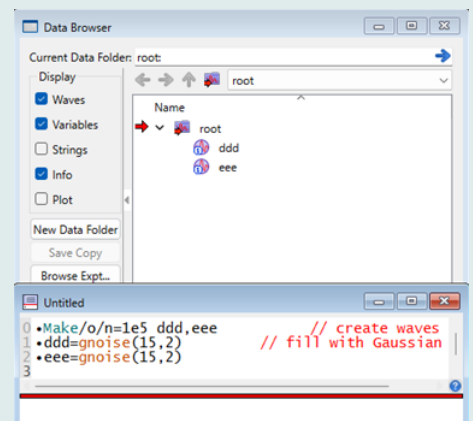 Data Browser
Current Data Folder: root:
Display
root
Waves
Name
Variables
root
Strings
ddd
Info
eee
Plot
New Data Folder
Save Copy
Browse Expt...
Untitled
0 •Make/o/n=1e5 ddd,eee // create waves
1 •ddd=gnoise(15,2) // fill with Gaussian
2 •eee=gnoise(15,2)
3